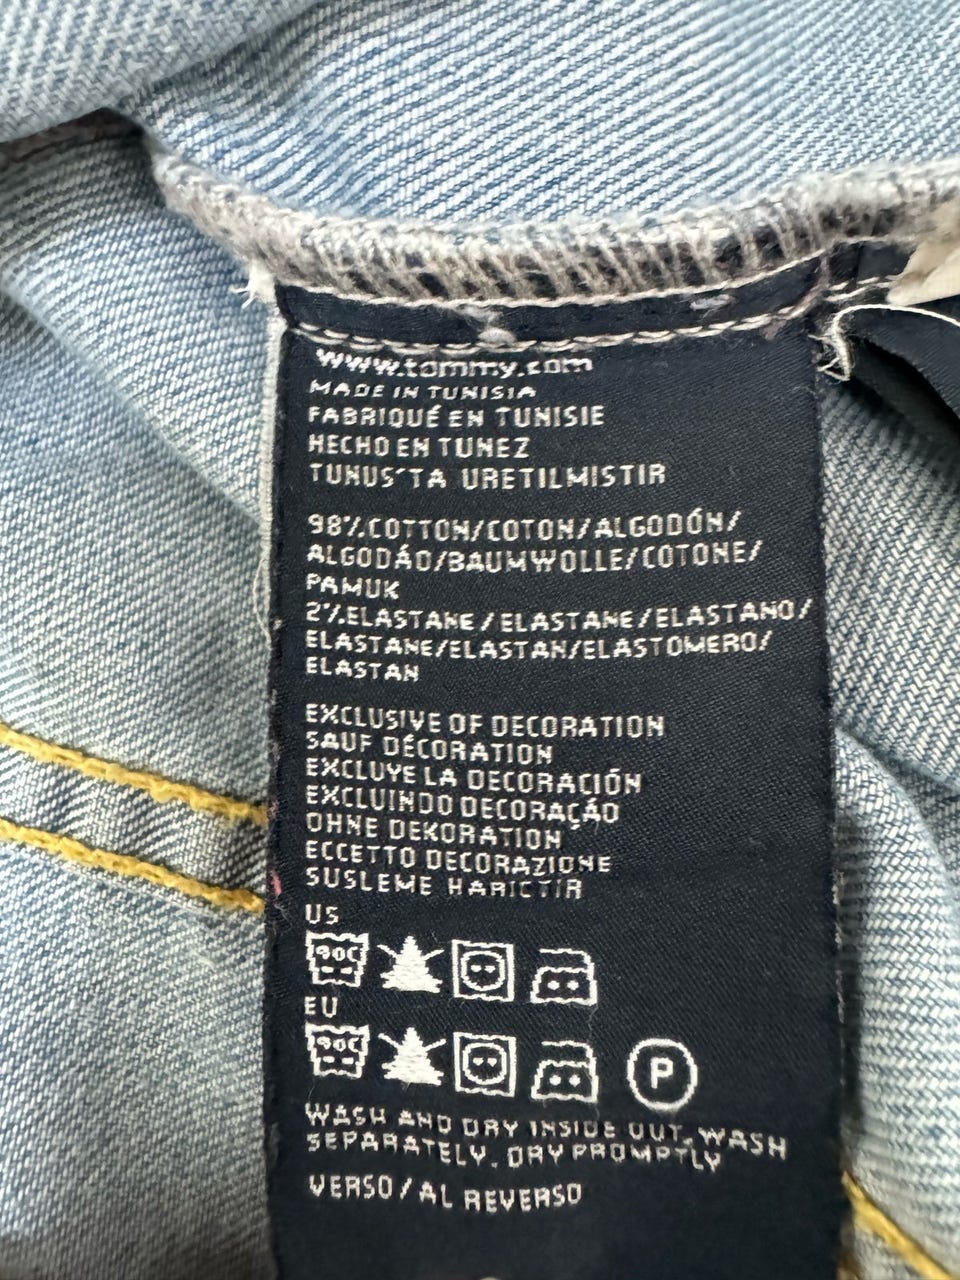 www.tommy.com
MADE IN TUNISIA
FABRIQUÉ EN TUNISIE
HECHO EN TUNEZ
TUNUS'TA URETILMISTIR
98%COTTON/COTON/ALGODÓN/
ALGODÁO/BAUMWOLLE/COTONE/
PAMUK
2%ELASTANE/ELASTANE/ELASTANO/
ELASTANE/ELASTAN/ELASTOMERO/
ELASTAN
EXCLUSIVE OF DECORATION
SAUF DÉCORATION
EXCLUYE LA DECORACIÓN
EXCLUINDO DECORAÇÁO
OHNE DEKORATION
ECCETTO DECORAZIONE
SUSLEME HARICTIR
US
EU
P
WASH AND DRY INSIDE OUT. WASH
SEPARATELY. DRY PROMPTLY
VERSO/AL REVERSO